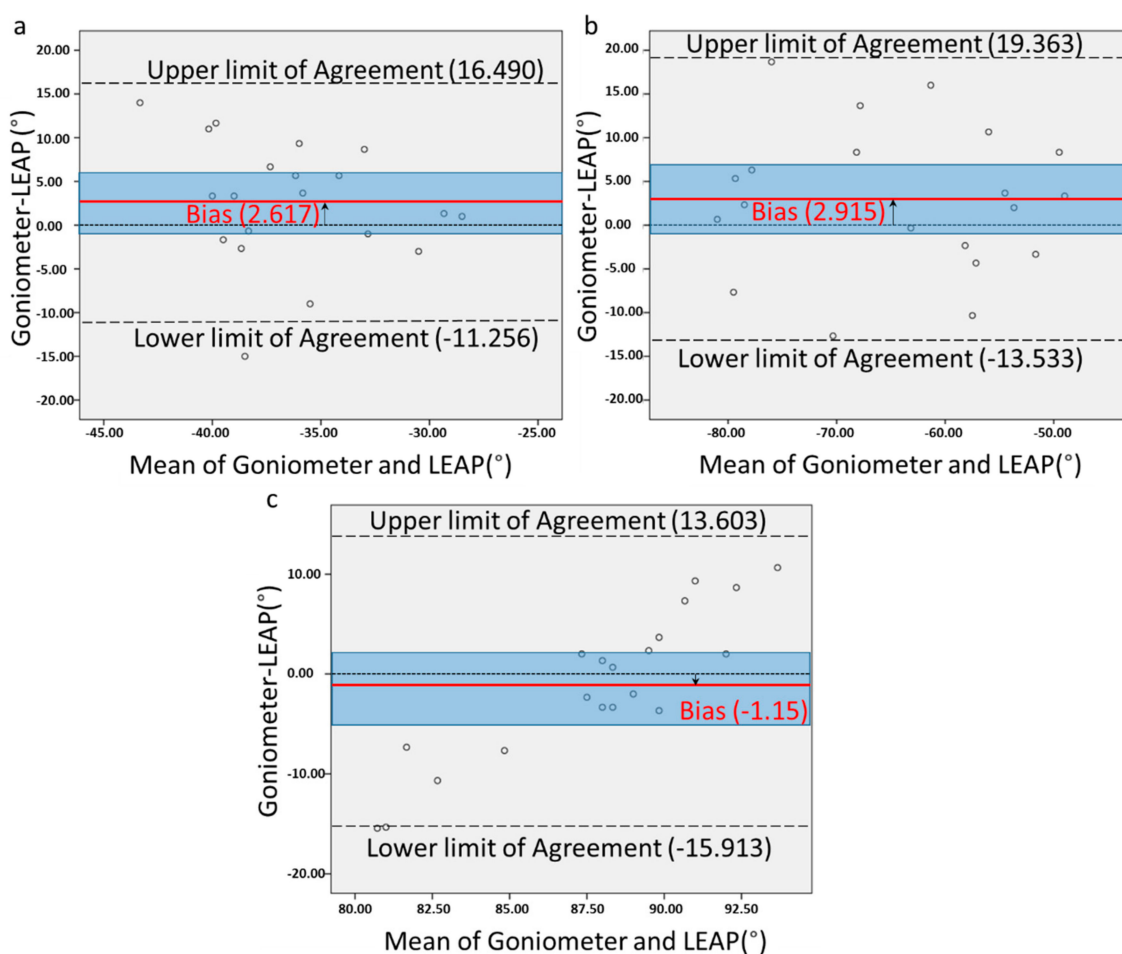 a
Upper limit of Agreement (16.490)
20.00
15.00
10.00
5.00
0.00
-5.00
-10.00
-15.00
-20.00
Goniometer-LEAP(°)
Bias (2.617)
Lower limit of Agreement (-11.256)
-45.00 -40.00 -35.00 -30.00 -25.00
Mean of Goniometer and LEAP(°)
b
Upper limit of Agreement (19.363)
20.00
15.00
10.00
5.00
0.00
-5.00
-10.00
-15.00
-20.00
Goniometer-LEAP(°)
Bias (2.915)
Lower limit of Agreement (-13.533)
-80.00 -70.00 -60.00 -50.00
Mean of Goniometer and LEAP(°)
c
Upper limit of Agreement (13.603)
10.00
0.00
-10.00
-20.00
Goniometer-LEAP(°)
Bias (-1.15)
Lower limit of Agreement (-15.913)
80.00 82.50 85.00 87.50 90.00 92.50
Mean of Goniometer and LEAP(°)